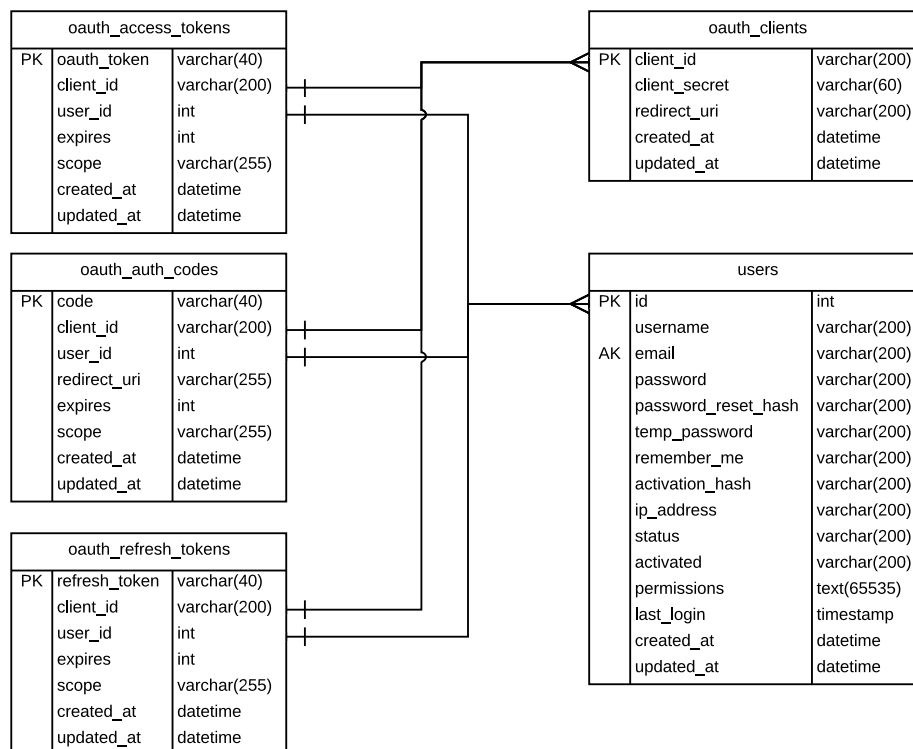 oauth_access_tokens
PK oauth_token varchar(40)
client_id varchar(200)
user_id int
expires int
scope varchar(255)
created_at datetime
updated_at datetime
oauth_clients
PK client_id varchar(200)
client_secret varchar(60)
redirect_uri varchar(200)
created_at datetime
updated_at datetime
oauth_auth_codes
PK code varchar(40)
client_id varchar(200)
user_id int
redirect_uri varchar(255)
expires int
scope varchar(255)
created_at datetime
updated_at datetime
users
PK id int
username varchar(200)
AK email varchar(200)
password varchar(200)
password_reset_hash varchar(200)
temp_password varchar(200)
remember_me varchar(200)
activation_hash varchar(200)
ip_address varchar(200)
status varchar(200)
activated varchar(200)
permissions text(65535)
last_login timestamp
created_at datetime
updated_at datetime
oauth_refresh_tokens
PK refresh_token varchar(40)
client_id varchar(200)
user_id int
expires int
scope varchar(255)
created_at datetime
updated_at datetime